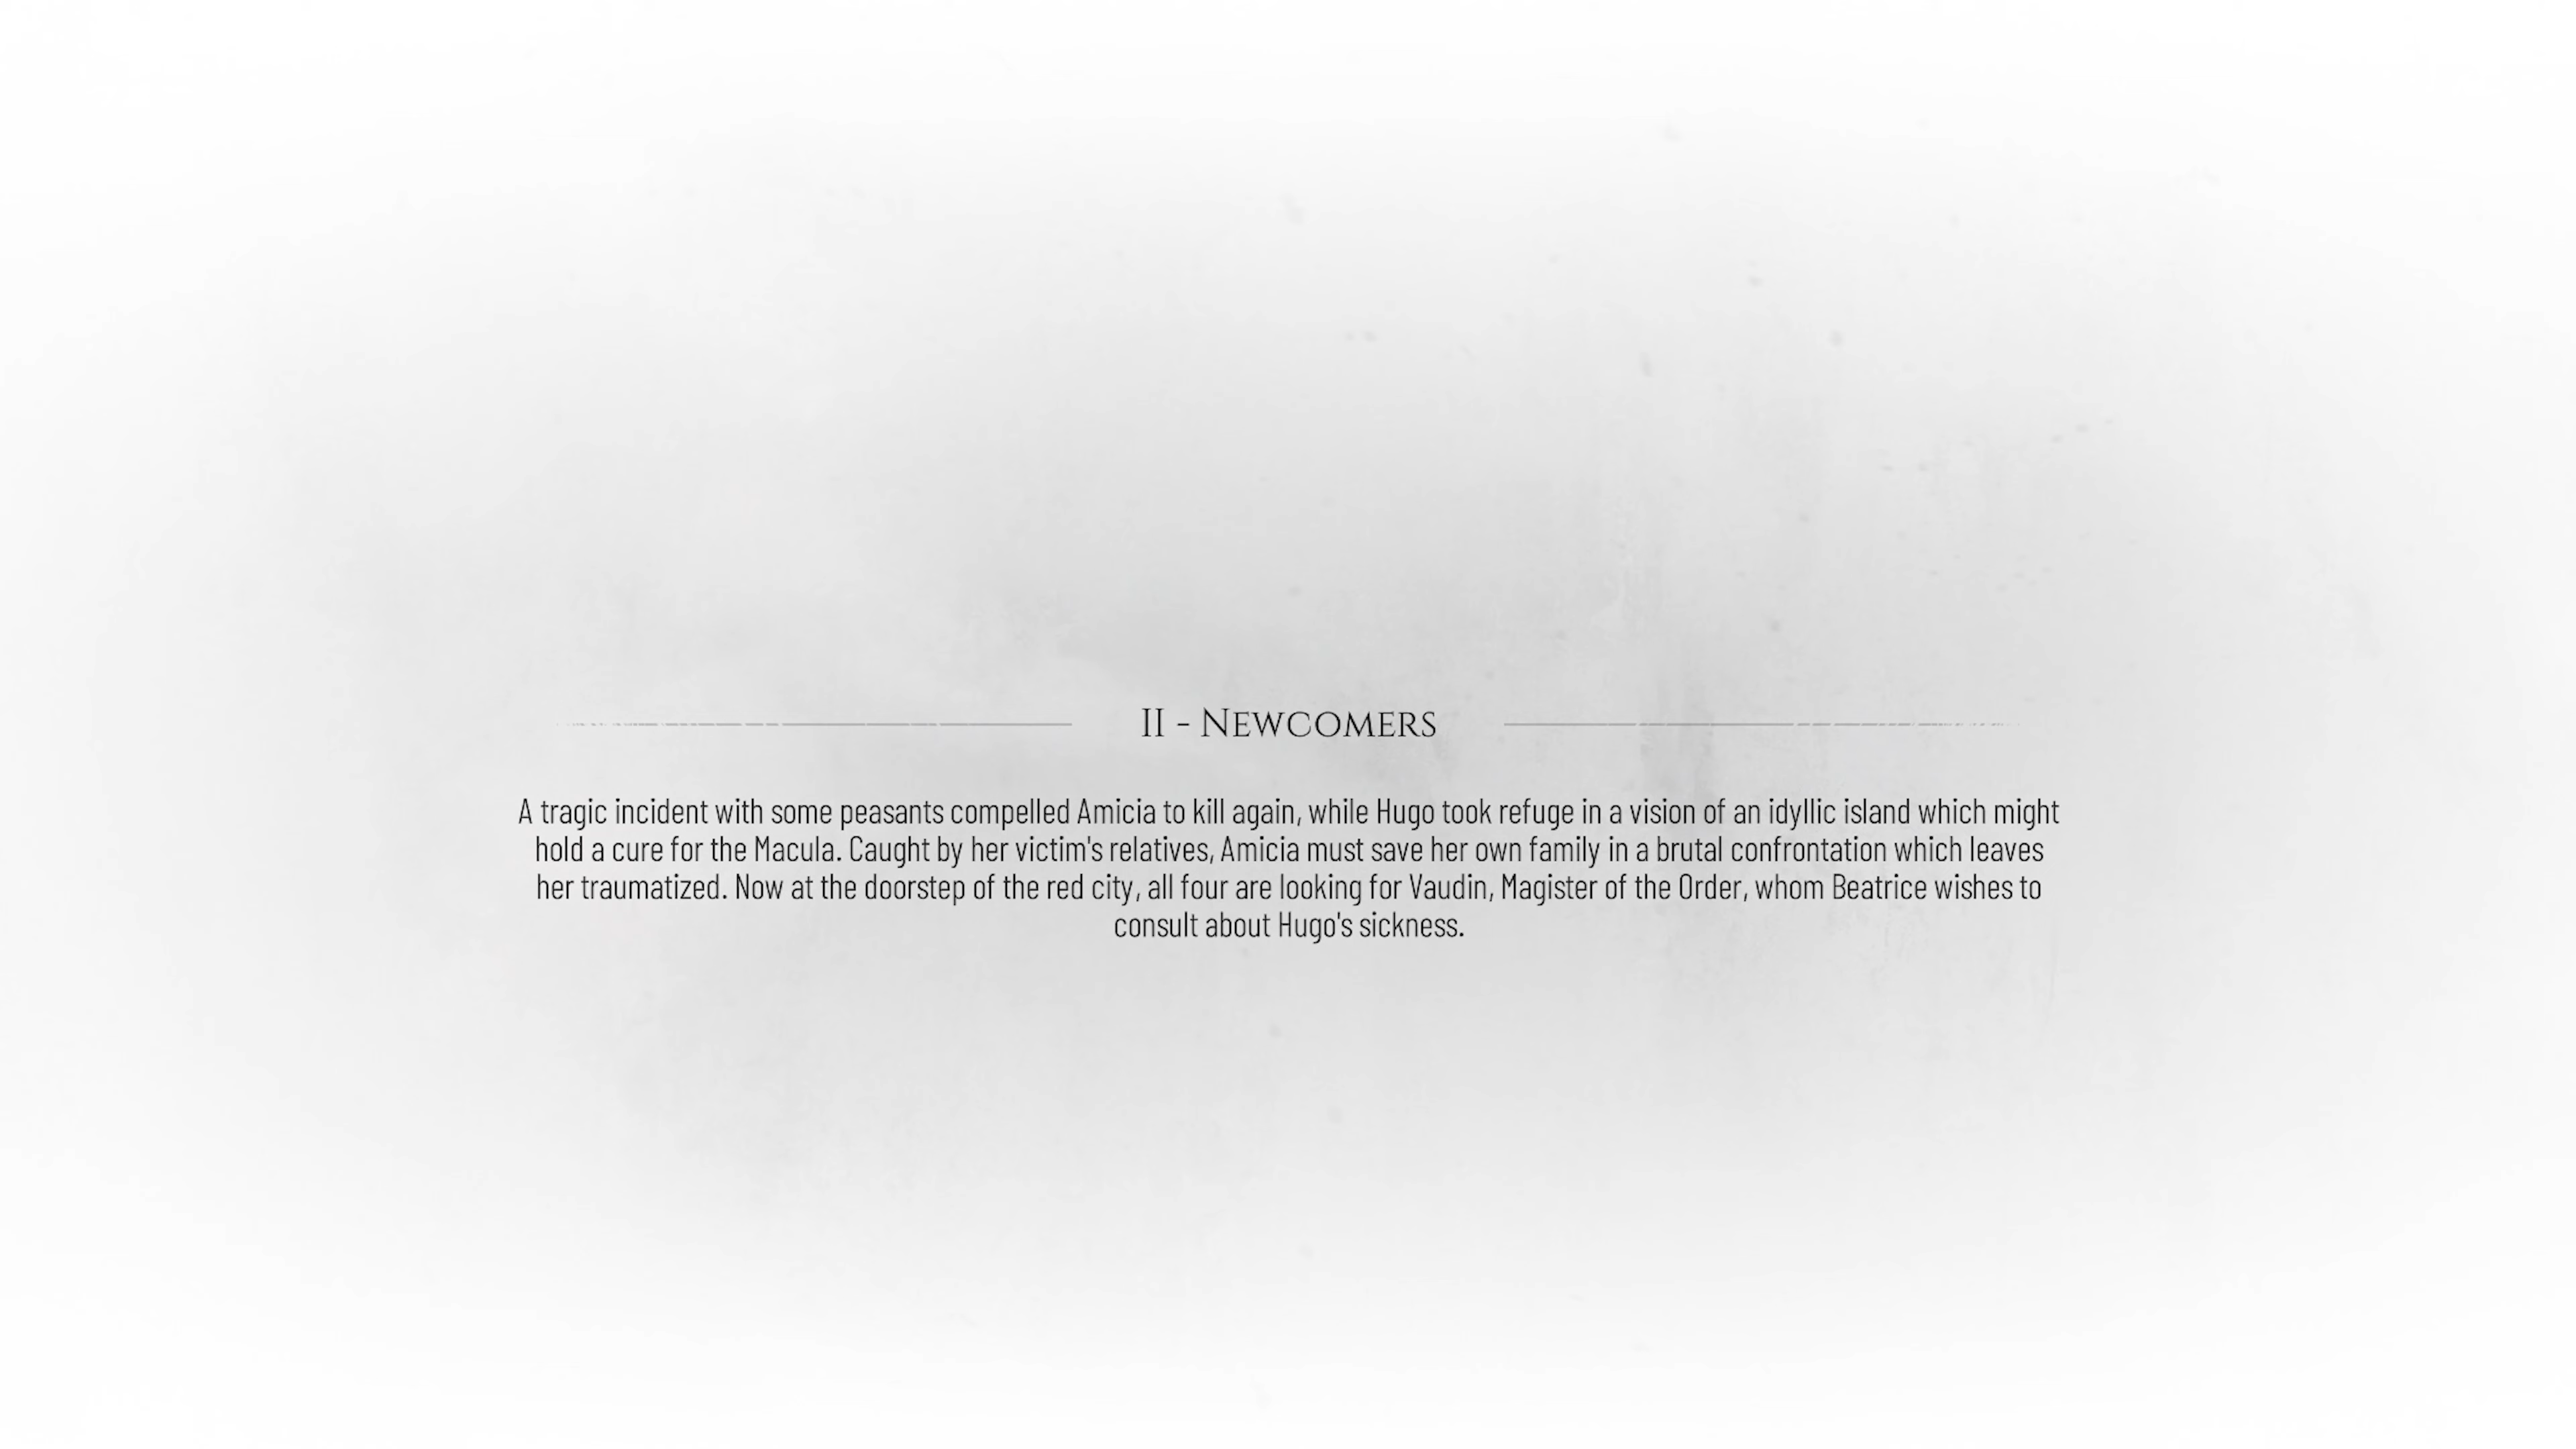 II - Newcomers
A tragic incident with some peasants compelled Amicia to kill again, while Hugo took refuge in a vision of an idyllic island which might
hold a cure for the Macula. Caught by her victim's relatives, Amicia must save her own family in a brutal confrontation which leaves
her traumatized. Now at the doorstep of the red city, all four are looking for Vaudin, Magister of the Order, whom Beatrice wishes to
consult about Hugo's sickness.